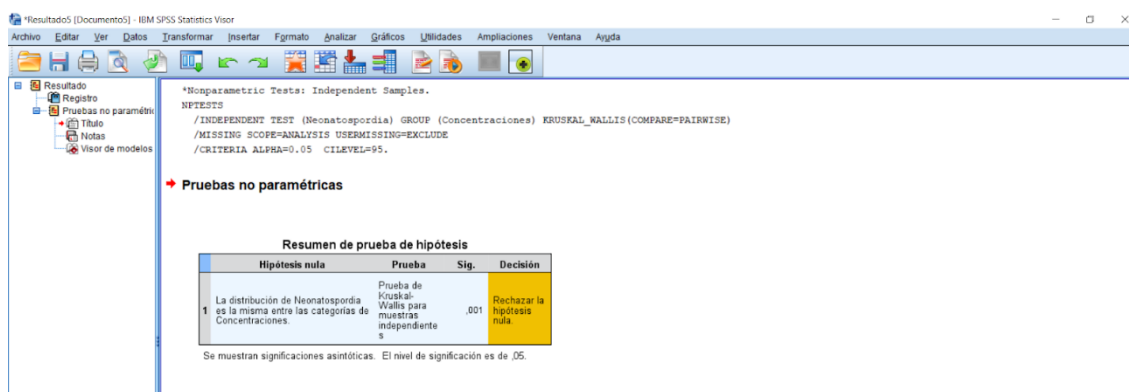 *Resultado5 [Documento5] - IBM SPSS Statistics Visor
Archivo Editar Ver Datos Transformar Insertar Formato Analizar Gráficos Utilidades Ampliaciones Ventana Ayuda
Resultado
Registro
Pruebas no paramétric
Título
Notas
Visor de modelos
*Nonparametric Tests: Independent Samples.
NPTESTS
/INDEPENDENT TEST (Neonatospordia) GROUP (Concentraciones) KRUSKAL_WALLIS(COMPARE=PAIRWISE)
/MISSING SCOPE=ANALYSIS USERMISSING=EXCLUDE
/CRITERIA ALPHA=0.05 CILEVEL=95.
Pruebas no paramétricas
Resumen de prueba de hipótesis
Hipótesis nula Prueba Sig. Decisión
1
La distribución de Neonatospordia
es la misma entre las categorías de
Concentraciones.
Prueba de
Kruskal-
Wallis para
muestras
independiente
s
,001
Rechazar la
hipótesis
nula.
Se muestran significaciones asintóticas. El nivel de significación es de ,05.